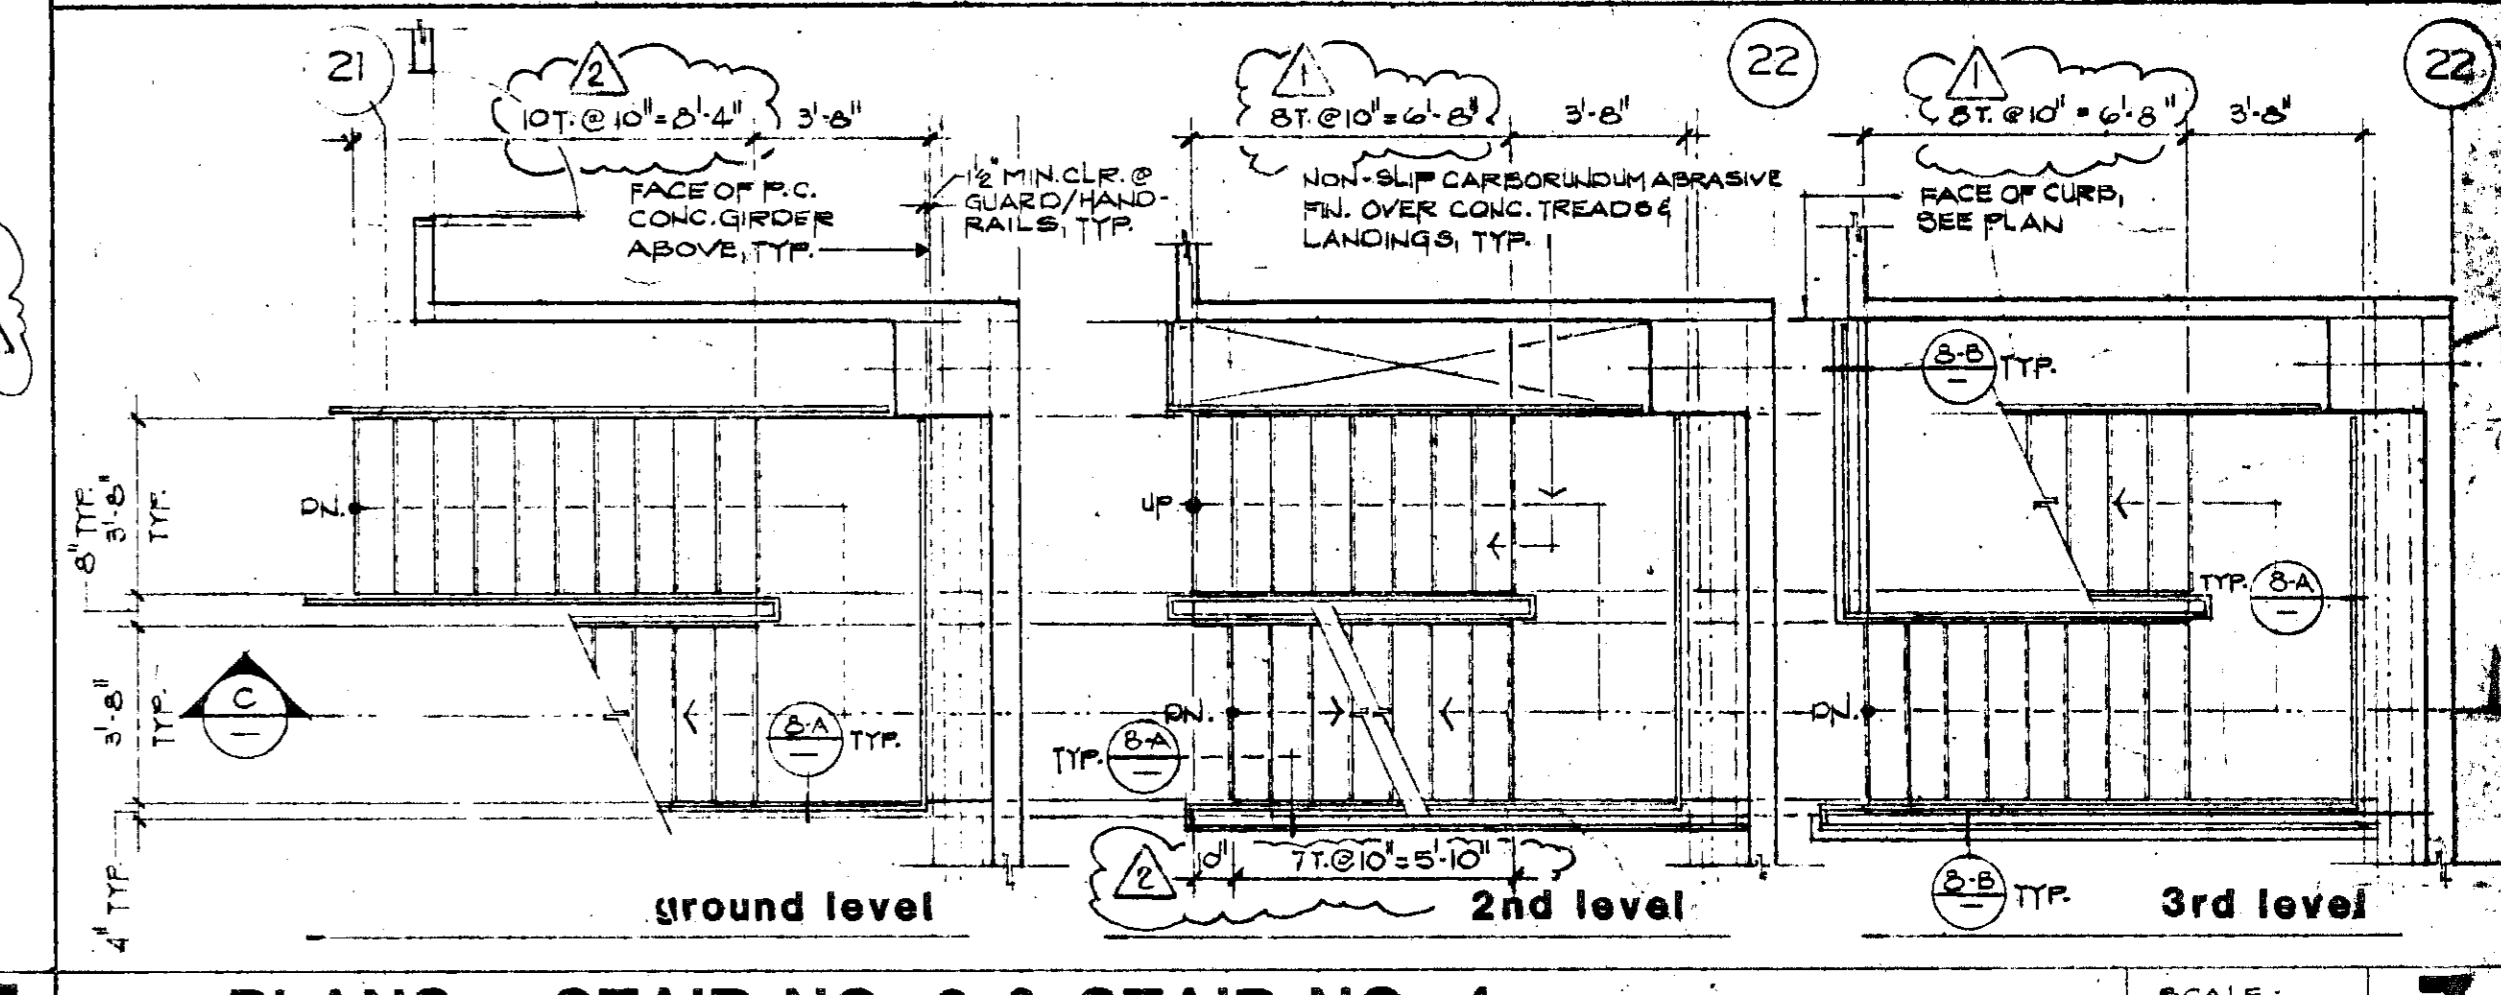 21
2
10T. @ 10" = 8'-4"
3'-8"
1
8T. @ 10" = 6'-8"
3'-8"
22
1
8T. @ 10" = 6'-8"
3'-8"
22
FACE OF P.C.
CONC. GIRDER
ABOVE, TYP.
1½" MIN. CLR. @
GUARD/HAND-
RAILS, TYP.
NON-SLIP CARBORUNDUM ABRASIVE
FIN. OVER CONC. TREADS &
LANDINGS, TYP.
FACE OF CURB,
SEE PLAN
8-B TYP.
8" TYP.
3'-8"
TYP.
DN.
UP
TYP. 8-A
3'-8"
TYP.
C
8-A TYP.
DN.
TYP. 8-A
DN.
4" TYP.
2
7T. @ 10" = 5'-10"
8-B TYP.
ground level
2nd level
3rd level
SCALE: